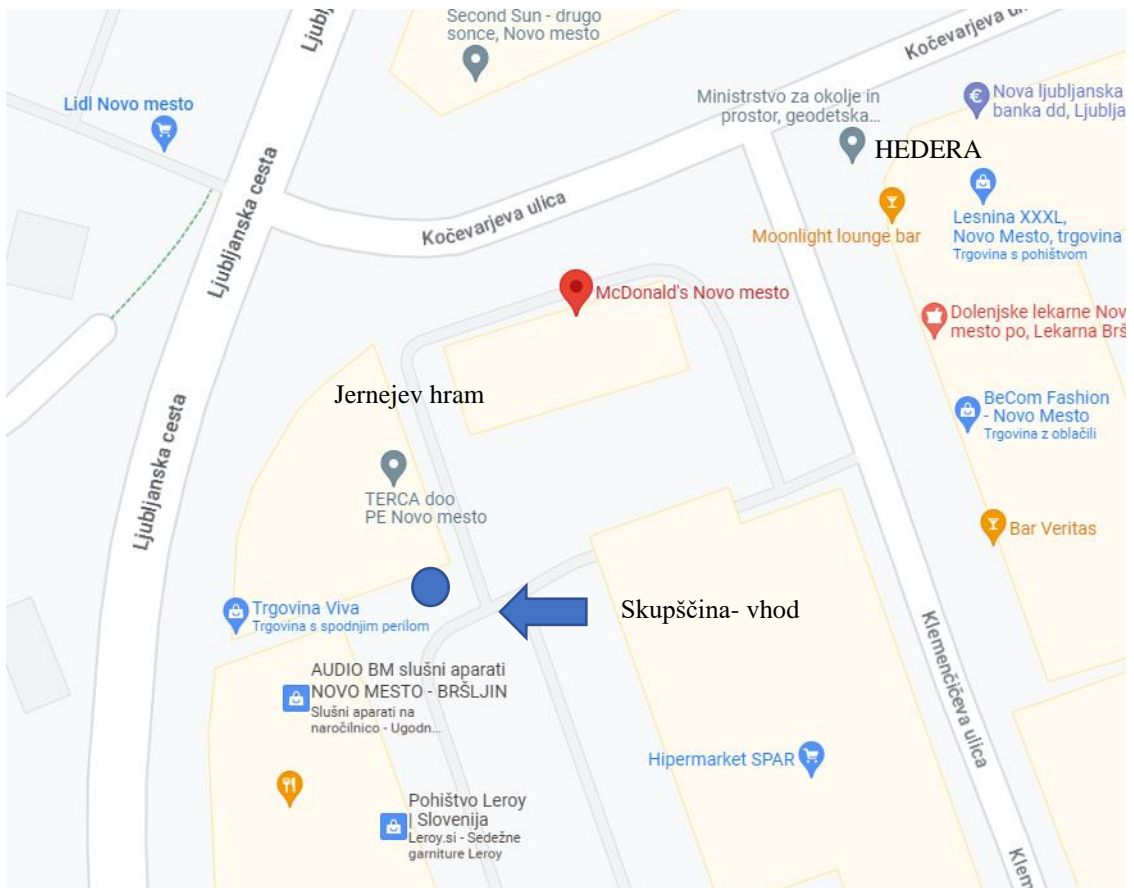 Ljubl
Second Sun - drugo
sonce, Novo mesto
Kočevarjeva ul
Lidl Novo mesto
Ministrstvo za okolje in
prostor, geodetska...
Nova ljubljanska
banka dd, Ljublja
HEDERA
Ljubljanska cesta
Kočevarjeva ulica
Moonlight lounge bar
Lesnina XXXL,
Novo Mesto, trgovina
Trgovina s pohištvom
McDonald's Novo mesto
Dolenjske lekarne Nov
mesto po, Lekarna Brš
Jernejev hram
BeCom Fashion
- Novo Mesto
Trgovina z oblačili
Ljubljanska cesta
TERCA doo
PE Novo mesto
Bar Veritas
Trgovina Viva
Trgovina s spodnjim perilom
Skupščina- vhod
Klemenčičeva ulica
AUDIO BM slušni aparati
NOVO MESTO - BRŠLJIN
Slušni aparati na
naročilnico - Ugodn...
Hipermarket SPAR
Pohištvo Leroy
| Slovenija
Leroy.si - Sedežne
garniture Leroy
Klem